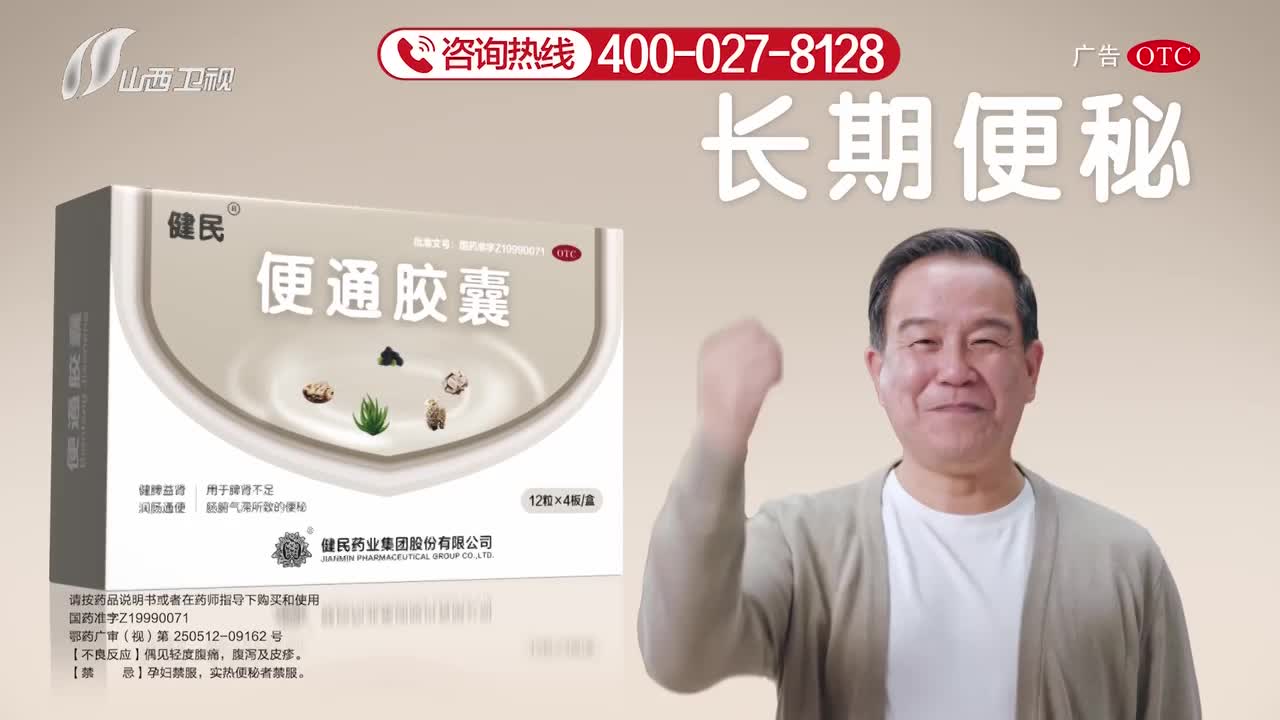 山西卫视
咨询热线 400-027-8128
广告 OTC
长期便秘
健民®
批准文号：国药准字Z19990071 OTC
便通胶囊
便通胶囊
健脾益肾 用于脾肾不足
润肠通便 肠腑气滞所致的便秘
12粒×4板/盒
健民药业集团股份有限公司
JIANMIN PHARMACEUTICAL GROUP CO.,LTD.
请按药品说明书或者在药师指导下购买和使用
国药准字Z19990071
鄂药广审（视）第 250512-09162 号
【不良反应】偶见轻度腹痛，腹泻及皮疹。
【禁 忌】孕妇禁服，实热便秘者禁服。